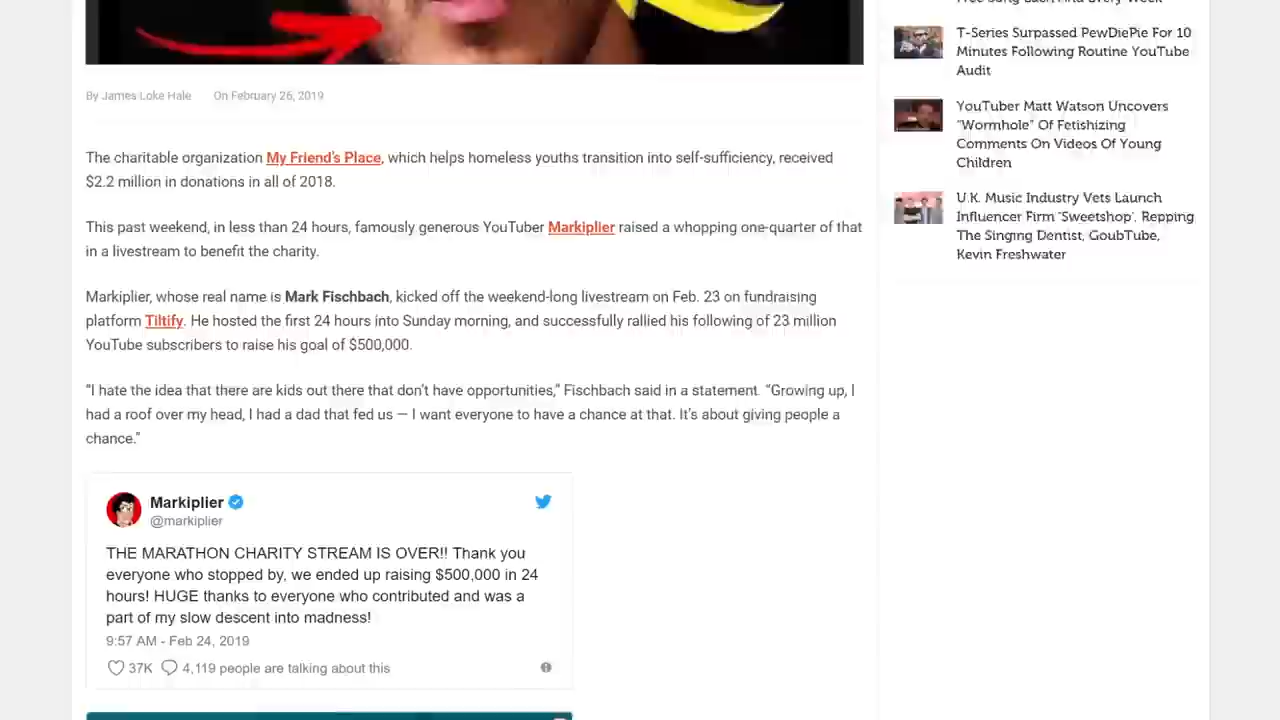 By James Loke Hale On February 26, 2019
The charitable organization My Friend's Place, which helps homeless youths transition into self-sufficiency, received
$2.2 million in donations in all of 2018.
This past weekend, in less than 24 hours, famously generous YouTuber Markiplier raised a whopping one-quarter of that
in a livestream to benefit the charity.
Markiplier, whose real name is Mark Fischbach, kicked off the weekend-long livestream on Feb. 23 on fundraising
platform Tiltify. He hosted the first 24 hours into Sunday morning, and successfully rallied his following of 23 million
YouTube subscribers to raise his goal of $500,000.
“I hate the idea that there are kids out there that don't have opportunities,” Fischbach said in a statement. “Growing up, I
had a roof over my head, I had a dad that fed us — I want everyone to have a chance at that. It's about giving people a
chance.”
Markiplier
@markiplier
THE MARATHON CHARITY STREAM IS OVER!! Thank you
everyone who stopped by, we ended up raising $500,000 in 24
hours! HUGE thanks to everyone who contributed and was a
part of my slow descent into madness!
9:57 AM - Feb 24, 2019
37K 4,119 people are talking about this
T-Series Surpassed PewDiePie For 10
Minutes Following Routine YouTube
Audit
YouTuber Matt Watson Uncovers
“Wormhole” Of Fetishizing
Comments On Videos Of Young
Children
U.K. Music Industry Vets Launch
Influencer Firm ‘Sweetshop’, Repping
The Singing Dentist, GoubTube,
Kevin Freshwater